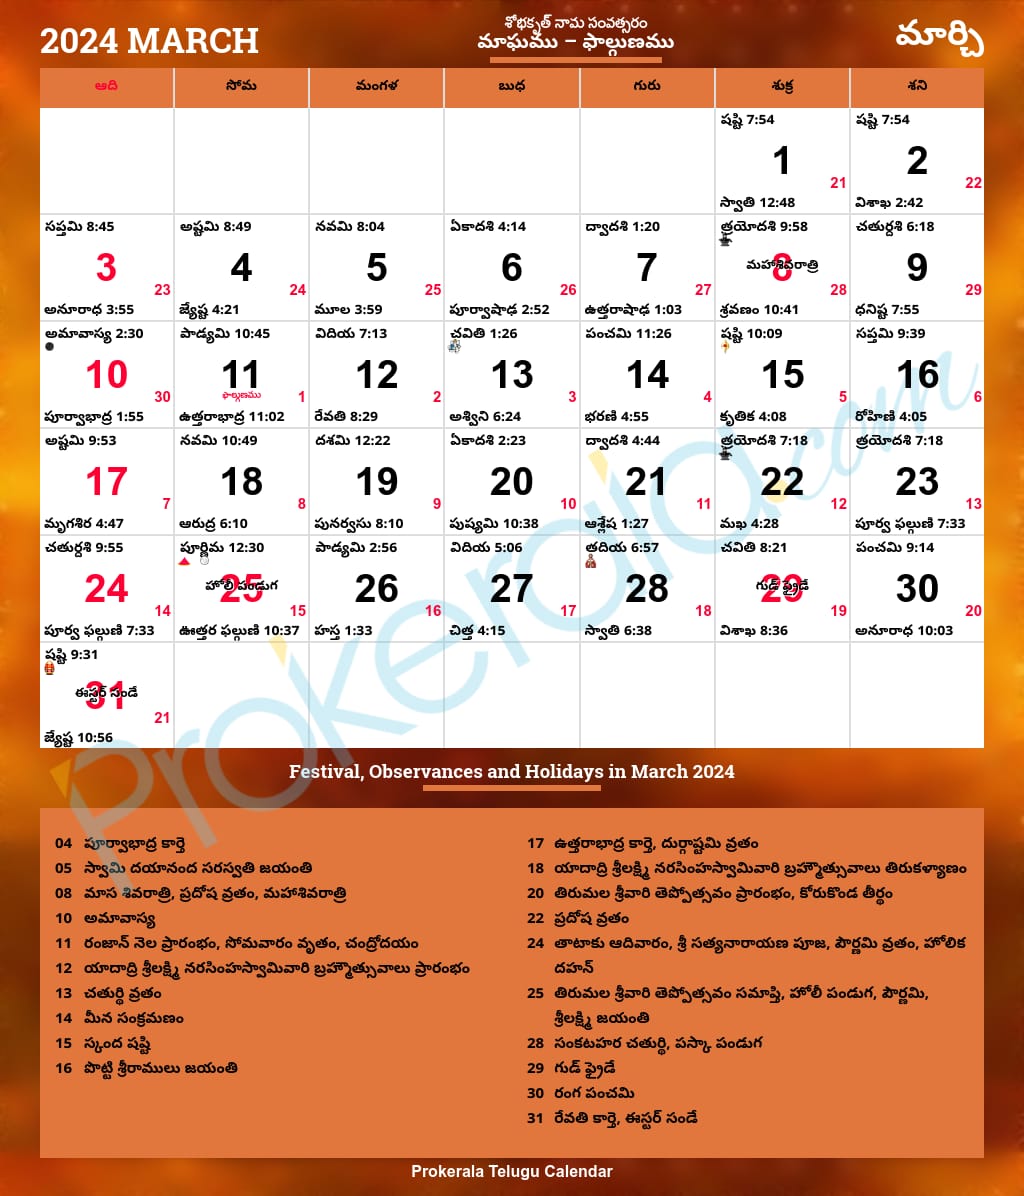 2024 MARCH
శోభకృత్ నామ సంవత్సరం
మాఘము – ఫాల్గుణము
మార్చి
ఆది సోమ మంగళ బుధ గురు శుక్ర శని
షష్టి 7:54 షష్టి 7:54
1 2
21 22
స్వాతి 12:48 విశాఖ 2:42
సప్తమి 8:45 అష్టమి 8:49 నవమి 8:04 ఏకాదశి 4:14 ద్వాదశి 1:20 త్రయోదశి 9:58 చతుర్దశి 6:18
మహాశివరాత్రి
3 4 5 6 7 8 9
23 24 25 26 27 28 29
అనూరాధ 3:55 జ్యేష్ట 4:21 మూల 3:59 పూర్వాషాఢ 2:52 ఉత్తరాషాఢ 1:03 శ్రవణం 10:41 ధనిష్ట 7:55
అమావాస్య 2:30 పాడ్యమి 10:45 విదియ 7:13 చవితి 1:26 పంచమి 11:26 షష్టి 10:09 సప్తమి 9:39
10 11 12 13 14 15 16
ఫాల్గుణము
30 1 2 3 4 5 6
పూర్వాభాద్ర 1:55 ఉత్తరాభాద్ర 11:02 రేవతి 8:29 అశ్విని 6:24 భరణి 4:55 కృతిక 4:08 రోహిణి 4:05
అష్టమి 9:53 నవమి 10:49 దశమి 12:22 ఏకాదశి 2:23 ద్వాదశి 4:44 త్రయోదశి 7:18 త్రయోదశి 7:18
17 18 19 20 21 22 23
7 8 9 10 11 12 13
మృగశిర 4:47 ఆరుద్ర 6:10 పునర్వసు 8:10 పుష్యమి 10:38 ఆశ్లేష 1:27 మఖ 4:28 పూర్వ ఫల్గుణి 7:33
చతుర్దశి 9:55 పూర్ణిమ 12:30 పాడ్యమి 2:56 విదియ 5:06 తదియ 6:57 చవితి 8:21 పంచమి 9:14
హోలీ పండుగ గుడ్ ఫ్రైడే
24 25 26 27 28 29 30
14 15 16 17 18 19 20
పూర్వ ఫల్గుణి 7:33 ఊత్తర ఫల్గుణి 10:37 హస్త 1:33 చిత్త 4:15 స్వాతి 6:38 విశాఖ 8:36 అనూరాధ 10:03
షష్టి 9:31
ఈస్టర్ సండే
31
21
జ్యేష్ట 10:56
Prokerala.com
Festival, Observances and Holidays in March 2024
04 పూర్వాభాద్ర కార్తె
05 స్వామి దయానంద సరస్వతి జయంతి
08 మాస శివరాత్రి, ప్రదోష వ్రతం, మహాశివరాత్రి
10 అమావాస్య
11 రంజాన్ నెల ప్రారంభం, సోమవారం వృతం, చంద్రోదయం
12 యాదాద్రి శ్రీలక్ష్మి నరసింహస్వామివారి బ్రహ్మోత్సువాలు ప్రారంభం
13 చతుర్థి వ్రతం
14 మీన సంక్రమణం
15 స్కంద షష్టి
16 పొట్టి శ్రీరాములు జయంతి
17 ఉత్తరాభాద్ర కార్తె, దుర్గాష్టమి వ్రతం
18 యాదాద్రి శ్రీలక్ష్మి నరసింహస్వామివారి బ్రహ్మోత్సువాలు తిరుకళ్యాణం
20 తిరుమల శ్రీవారి తెప్పోత్సవం ప్రారంభం, కోరుకొండ తీర్థం
22 ప్రదోష వ్రతం
24 తాటాకు ఆదివారం, శ్రీ సత్యనారాయణ పూజ, పౌర్ణమి వ్రతం, హోలిక
దహన్
25 తిరుమల శ్రీవారి తెప్పోత్సవం సమాప్తి, హోలీ పండుగ, పౌర్ణమి,
శ్రీలక్ష్మి జయంతి
28 సంకటహర చతుర్థి, పస్కా పండుగ
29 గుడ్ ఫ్రైడే
30 రంగ పంచమి
31 రేవతి కార్తె, ఈస్టర్ సండే
Prokerala Telugu Calendar